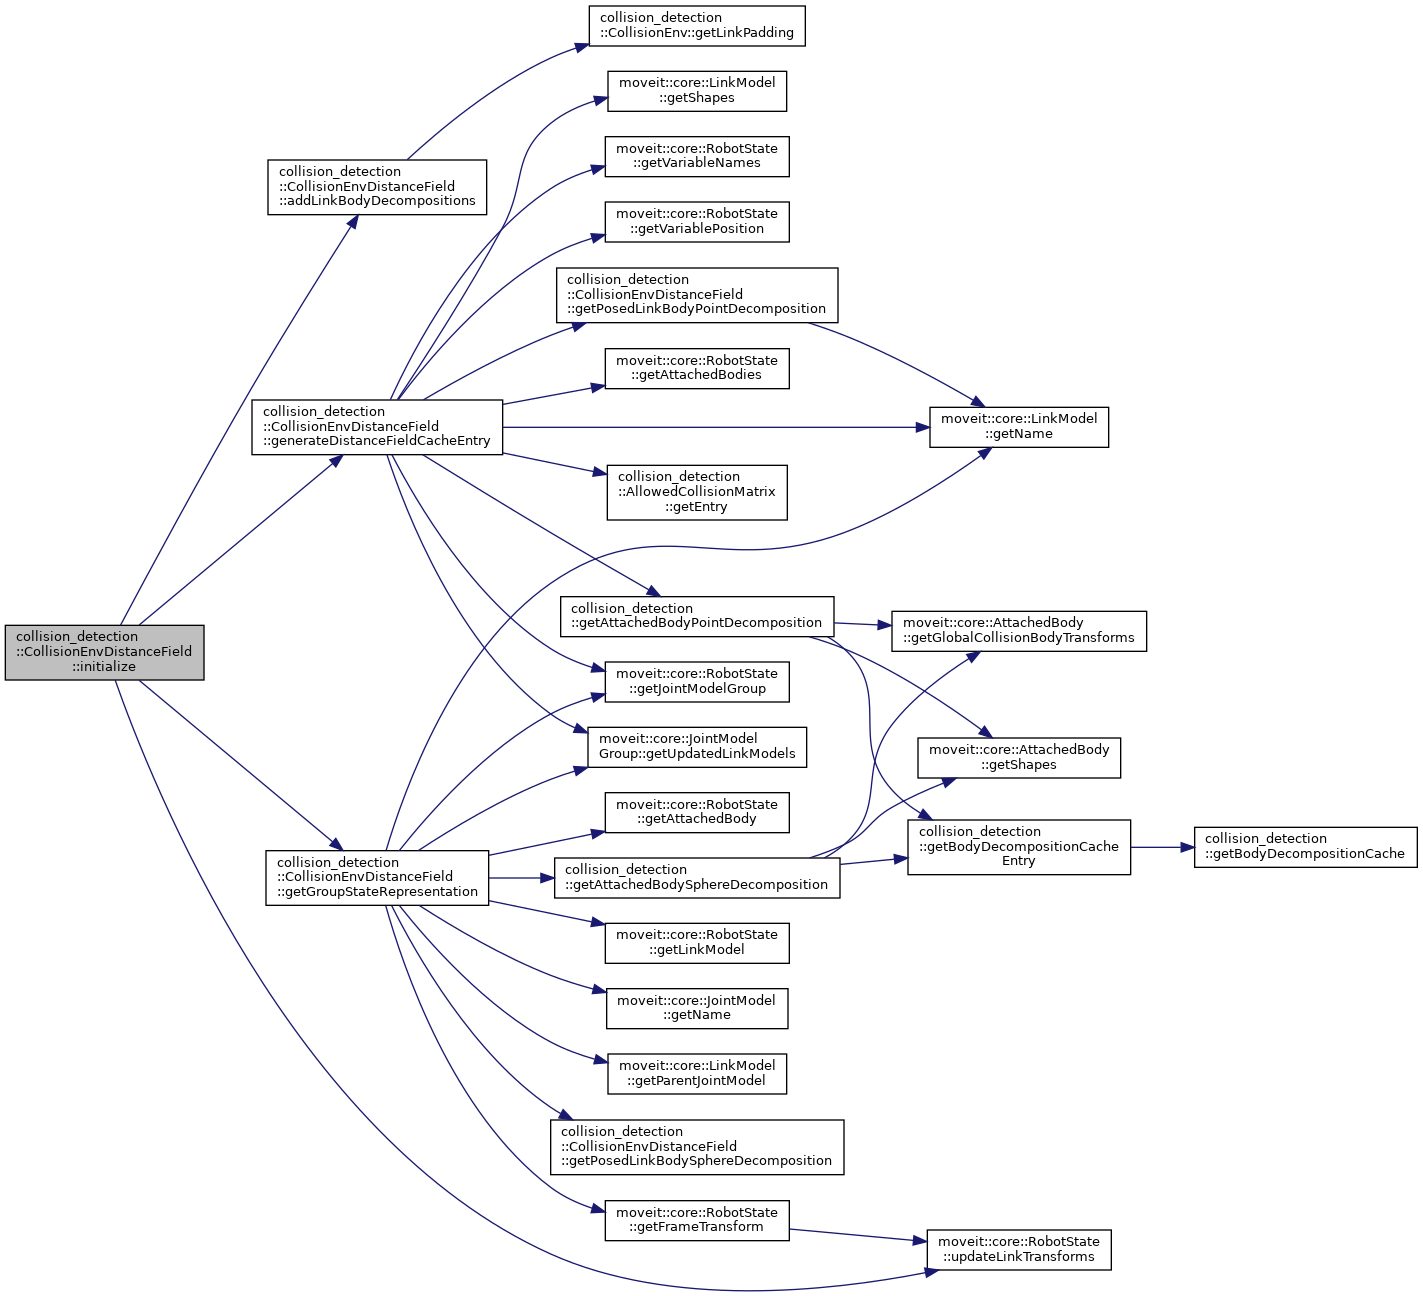 collision_detection
::CollisionEnv::getLinkPadding
moveit::core::LinkModel
::getShapes
moveit::core::RobotState
::getVariableNames
collision_detection
::CollisionEnvDistanceField
::addLinkBodyDecompositions
moveit::core::RobotState
::getVariablePosition
collision_detection
::CollisionEnvDistanceField
::getPosedLinkBodyPointDecomposition
moveit::core::RobotState
::getAttachedBodies
collision_detection
::CollisionEnvDistanceField
::generateDistanceFieldCacheEntry
moveit::core::LinkModel
::getName
collision_detection
::AllowedCollisionMatrix
::getEntry
collision_detection
::getAttachedBodyPointDecomposition
moveit::core::AttachedBody
::getGlobalCollisionBodyTransforms
collision_detection
::CollisionEnvDistanceField
::initialize
moveit::core::RobotState
::getJointModelGroup
moveit::core::JointModel
Group::getUpdatedLinkModels
moveit::core::AttachedBody
::getShapes
moveit::core::RobotState
::getAttachedBody
collision_detection
::getBodyDecompositionCache
Entry
collision_detection
::getBodyDecompositionCache
collision_detection
::CollisionEnvDistanceField
::getGroupStateRepresentation
collision_detection
::getAttachedBodySphereDecomposition
moveit::core::RobotState
::getLinkModel
moveit::core::JointModel
::getName
moveit::core::LinkModel
::getParentJointModel
collision_detection
::CollisionEnvDistanceField
::getPosedLinkBodySphereDecomposition
moveit::core::RobotState
::getFrameTransform
moveit::core::RobotState
::updateLinkTransforms